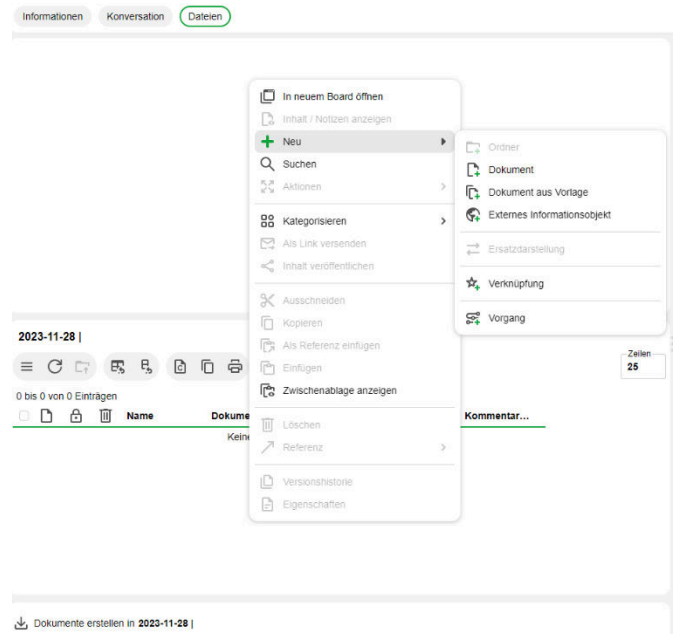 Informationen Konversation Dateien
In neuem Board öffnen
Inhalt / Notizen anzeigen
Neu
Suchen
Aktionen
Kategorisieren
Als Link versenden
Inhalt veröffentlichen
Ausschneiden
Kopieren
Als Referenz einfügen
Einfügen
Zwischenablage anzeigen
Löschen
Referenz
Versionshistorie
Eigenschaften
Ordner
Dokument
Dokument aus Vorlage
Externes Informationsobjekt
Ersatzdarstellung
Verknüpfung
Vorgang
2023-11-28 |
Zeilen
25
0 bis 0 von 0 Einträgen
Name Dokume Kommentar...
Keine
Dokumente erstellen in 2023-11-28 |